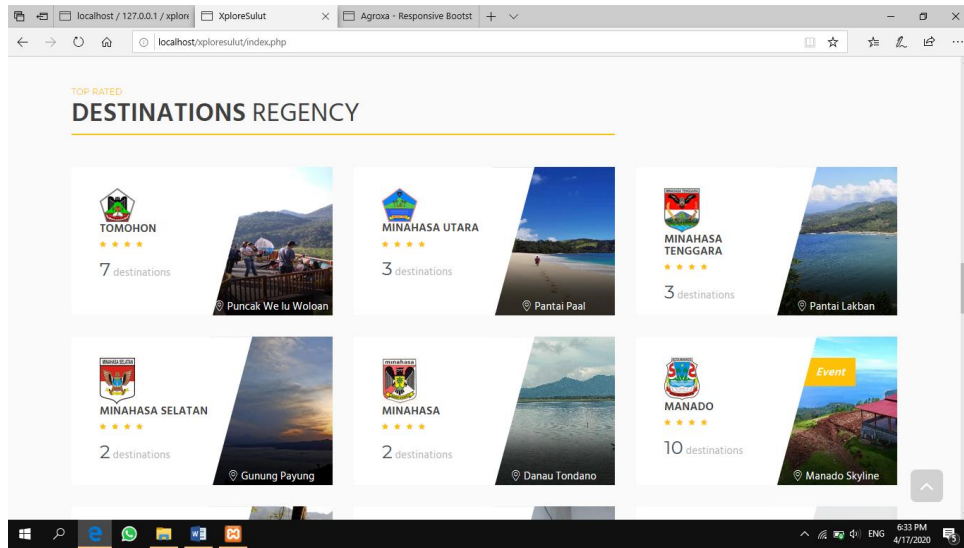 localhost / 127.0.0.1 / xplore
XploreSulut
Agroxa - Responsive Bootst
localhost/xploresulut/index.php
TOP RATED
DESTINATIONS REGENCY
TOMOHON
7 destinations
Puncak We lu Woloan
MINAHASA UTARA
3 destinations
Pantai Paal
MINAHASA
TENGGARA
3 destinations
Pantai Lakban
MINAHASA SELATAN
2 destinations
Gunung Payung
minahasa
MINAHASA
2 destinations
Danau Tondano
MANADO
10 destinations
Event
Manado Skyline
ENG
6:33 PM
4/17/2020
5